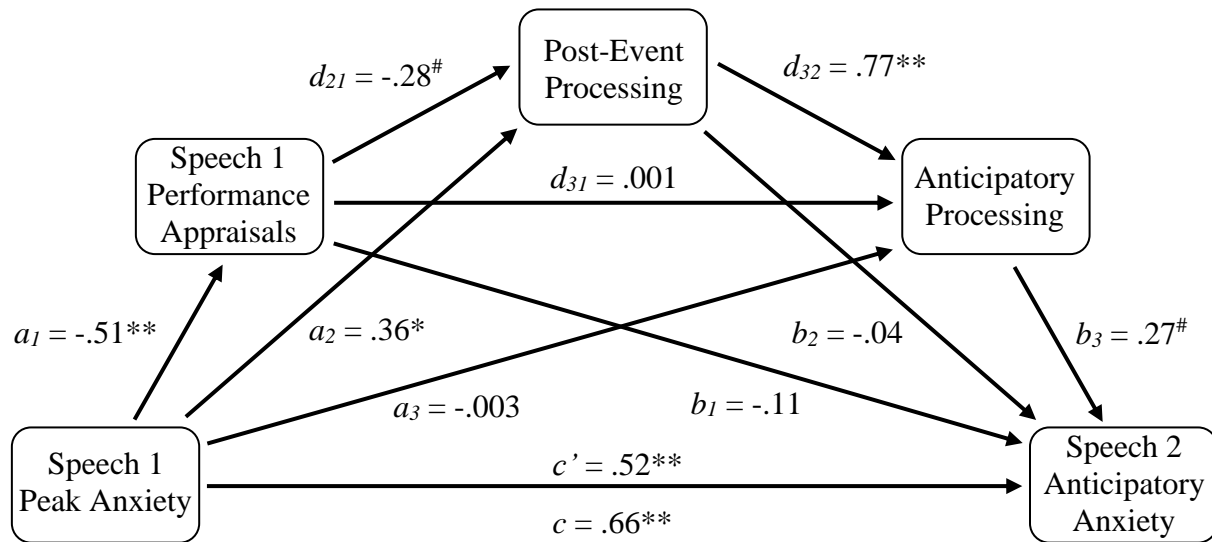 Post-Event
Processing
d21 = -.28#
d32 = .77**
Speech 1
Performance
Appraisals
d31 = .001
Anticipatory
Processing
a1 = -.51**
a2 = .36*
b2 = -.04
b3 = .27#
a3 = -.003
b1 = -.11
Speech 1
Peak Anxiety
c’ = .52**
c = .66**
Speech 2
Anticipatory
Anxiety